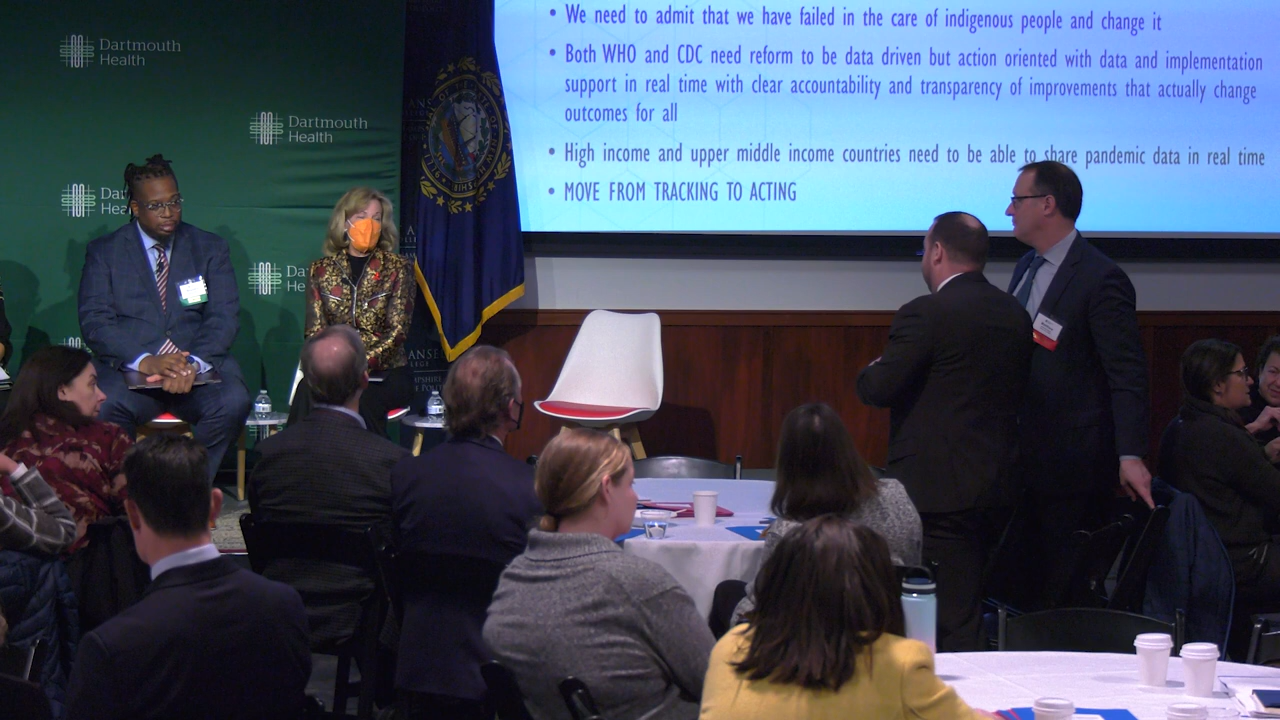 Dartmouth
Health
Dartmouth
Health
Da
Hea
He
• We need to admit that we have failed in the care of indigenous people and change it
• Both WHO and CDC need reform to be data driven but action oriented with data and implementation
support in real time with clear accountability and transparency of improvements that actually change
outcomes for all
• High income and upper middle income countries need to be able to share pandemic data in real time
• MOVE FROM TRACKING TO ACTING